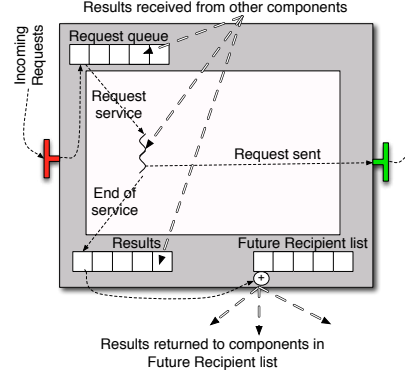 Results received from other components
Incoming
Requests
Request queue
Request
service
Request sent
End of
service
Results
Future Recipient list
+
Results returned to components in
Future Recipient list